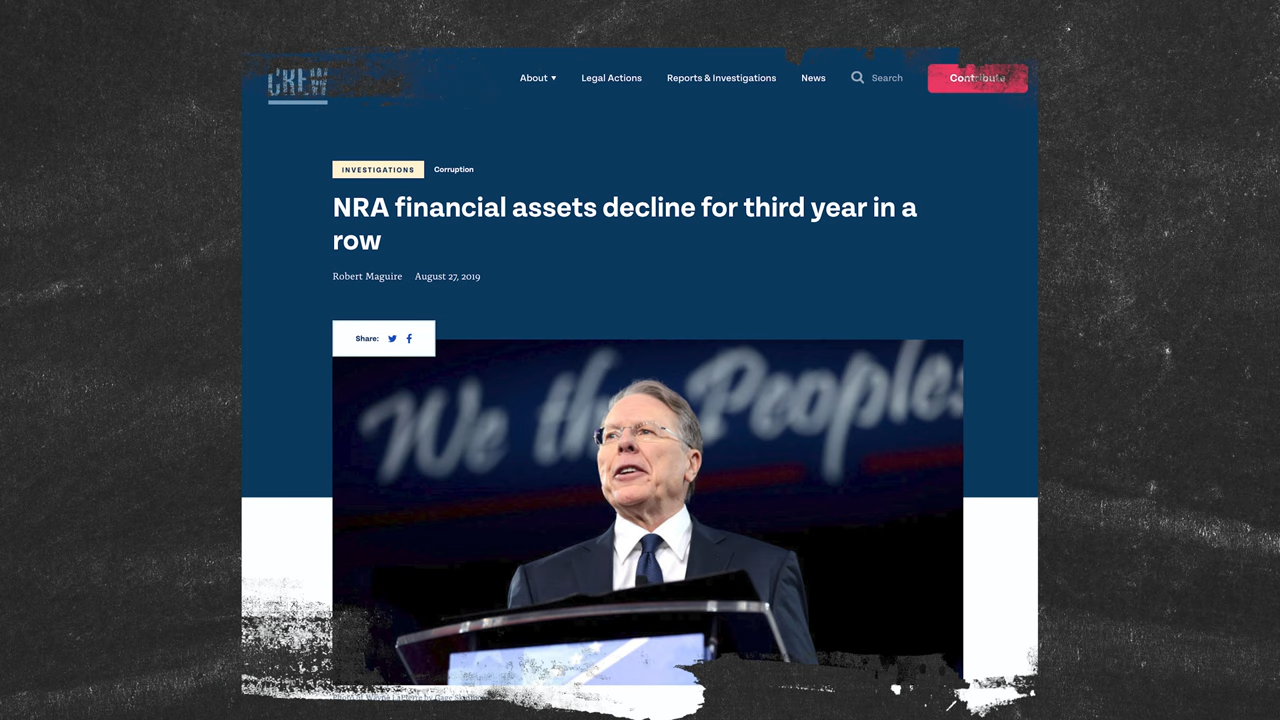 CREW
About
Legal Actions
Reports & Investigations
News
Search
Contribute
INVESTIGATIONS
Corruption
NRA financial assets decline for third year in a
row
Robert Maguire August 27, 2019
Share:
We the People